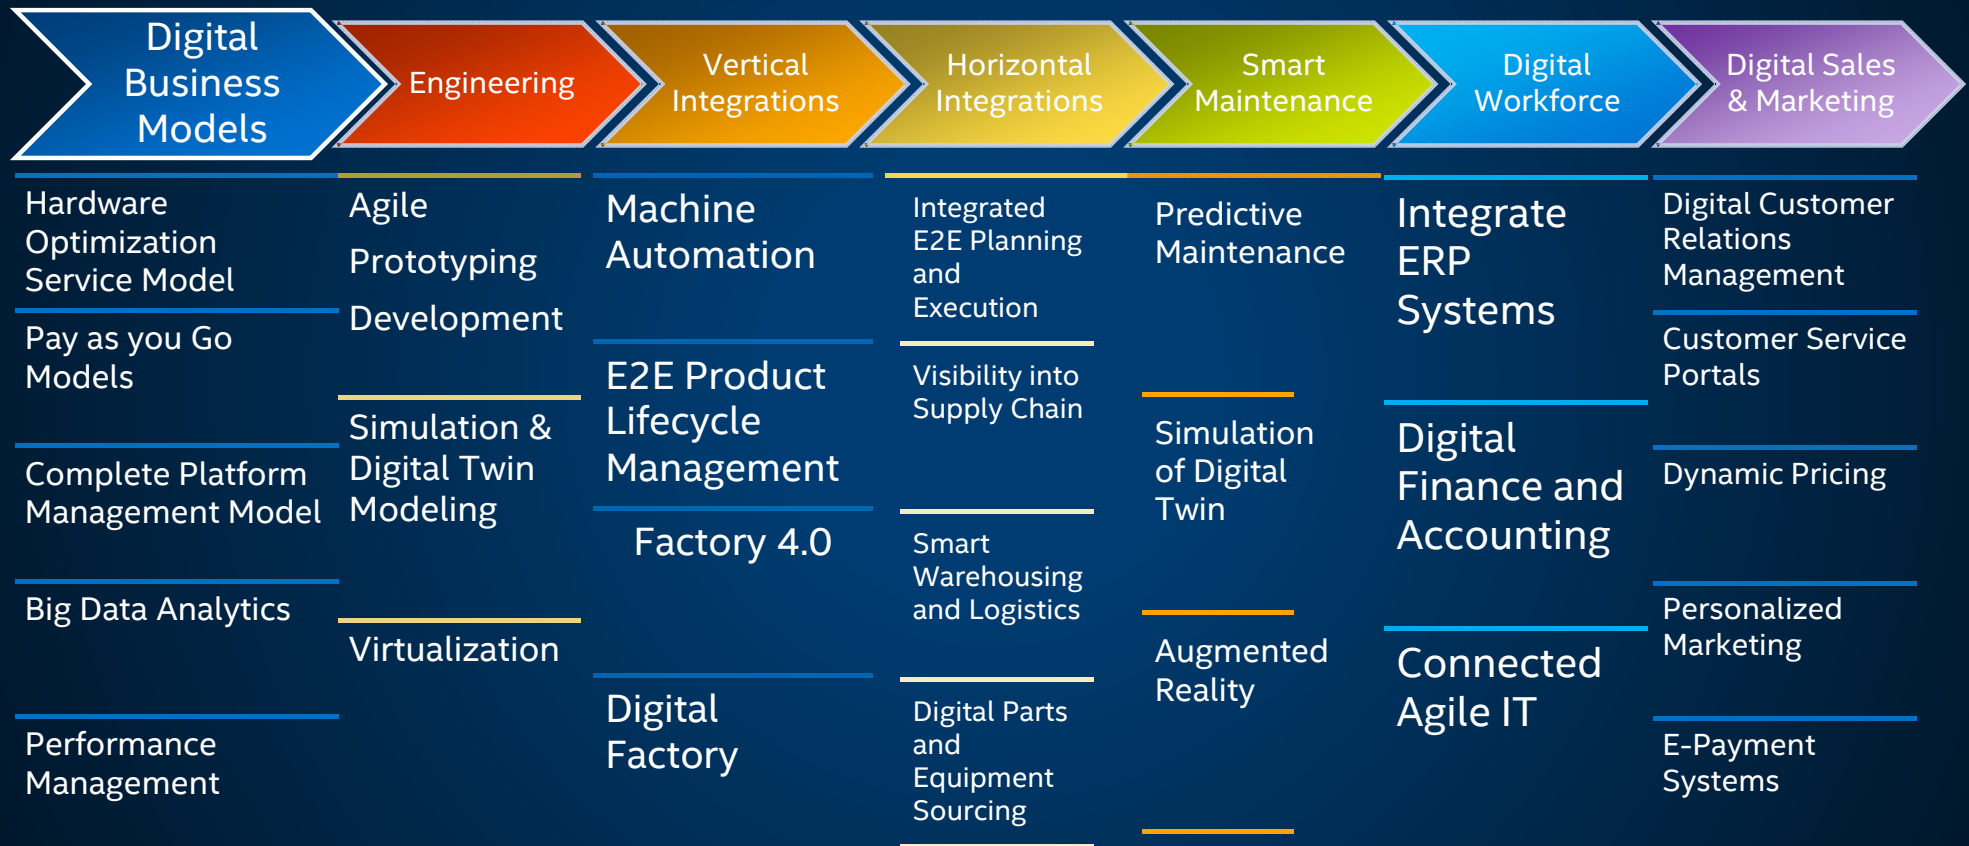 Digital
Business
Models
Engineering
Vertical
Integrations
Horizontal
Integrations
Smart
Maintenance
Digital
Workforce
Digital Sales
& Marketing
Hardware
Optimization
Service Model
Pay as you Go
Models
Complete Platform
Management Model
Big Data Analytics
Performance
Management
Agile
Prototyping
Development
Simulation &
Digital Twin
Modeling
Virtualization
Machine
Automation
E2E Product
Lifecycle
Management
Factory 4.0
Digital
Factory
Integrated
E2E Planning
and
Execution
Visibility into
Supply Chain
Smart
Warehousing
and Logistics
Digital Parts
and
Equipment
Sourcing
Predictive
Maintenance
Simulation
of Digital
Twin
Augmented
Reality
Integrate
ERP
Systems
Digital
Finance and
Accounting
Connected
Agile IT
Digital Customer
Relations
Management
Customer Service
Portals
Dynamic Pricing
Personalized
Marketing
E-Payment
Systems